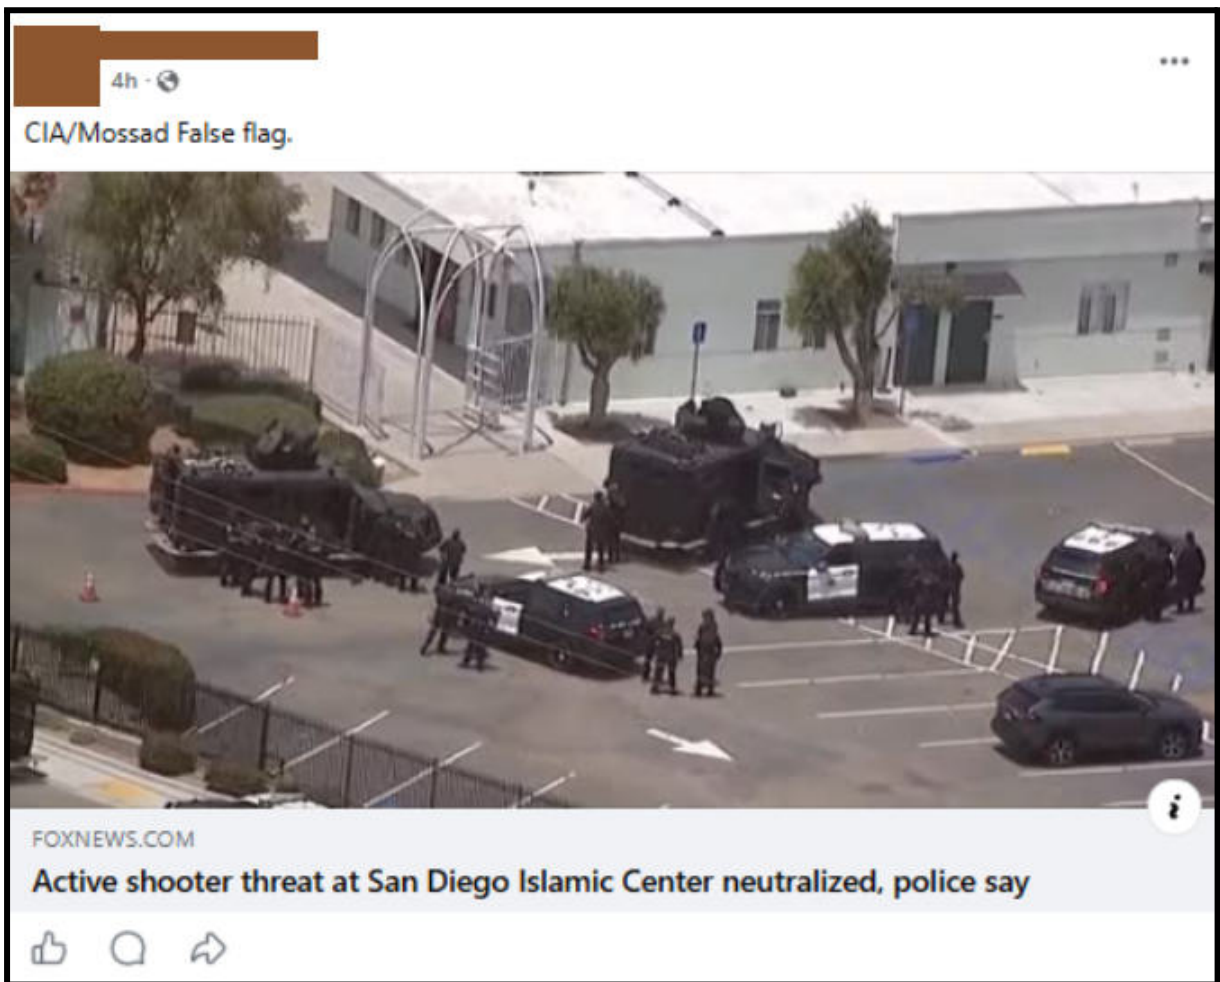 4h ·
CIA/Mossad False flag.
FOXNEWS.COM
Active shooter threat at San Diego Islamic Center neutralized, police say